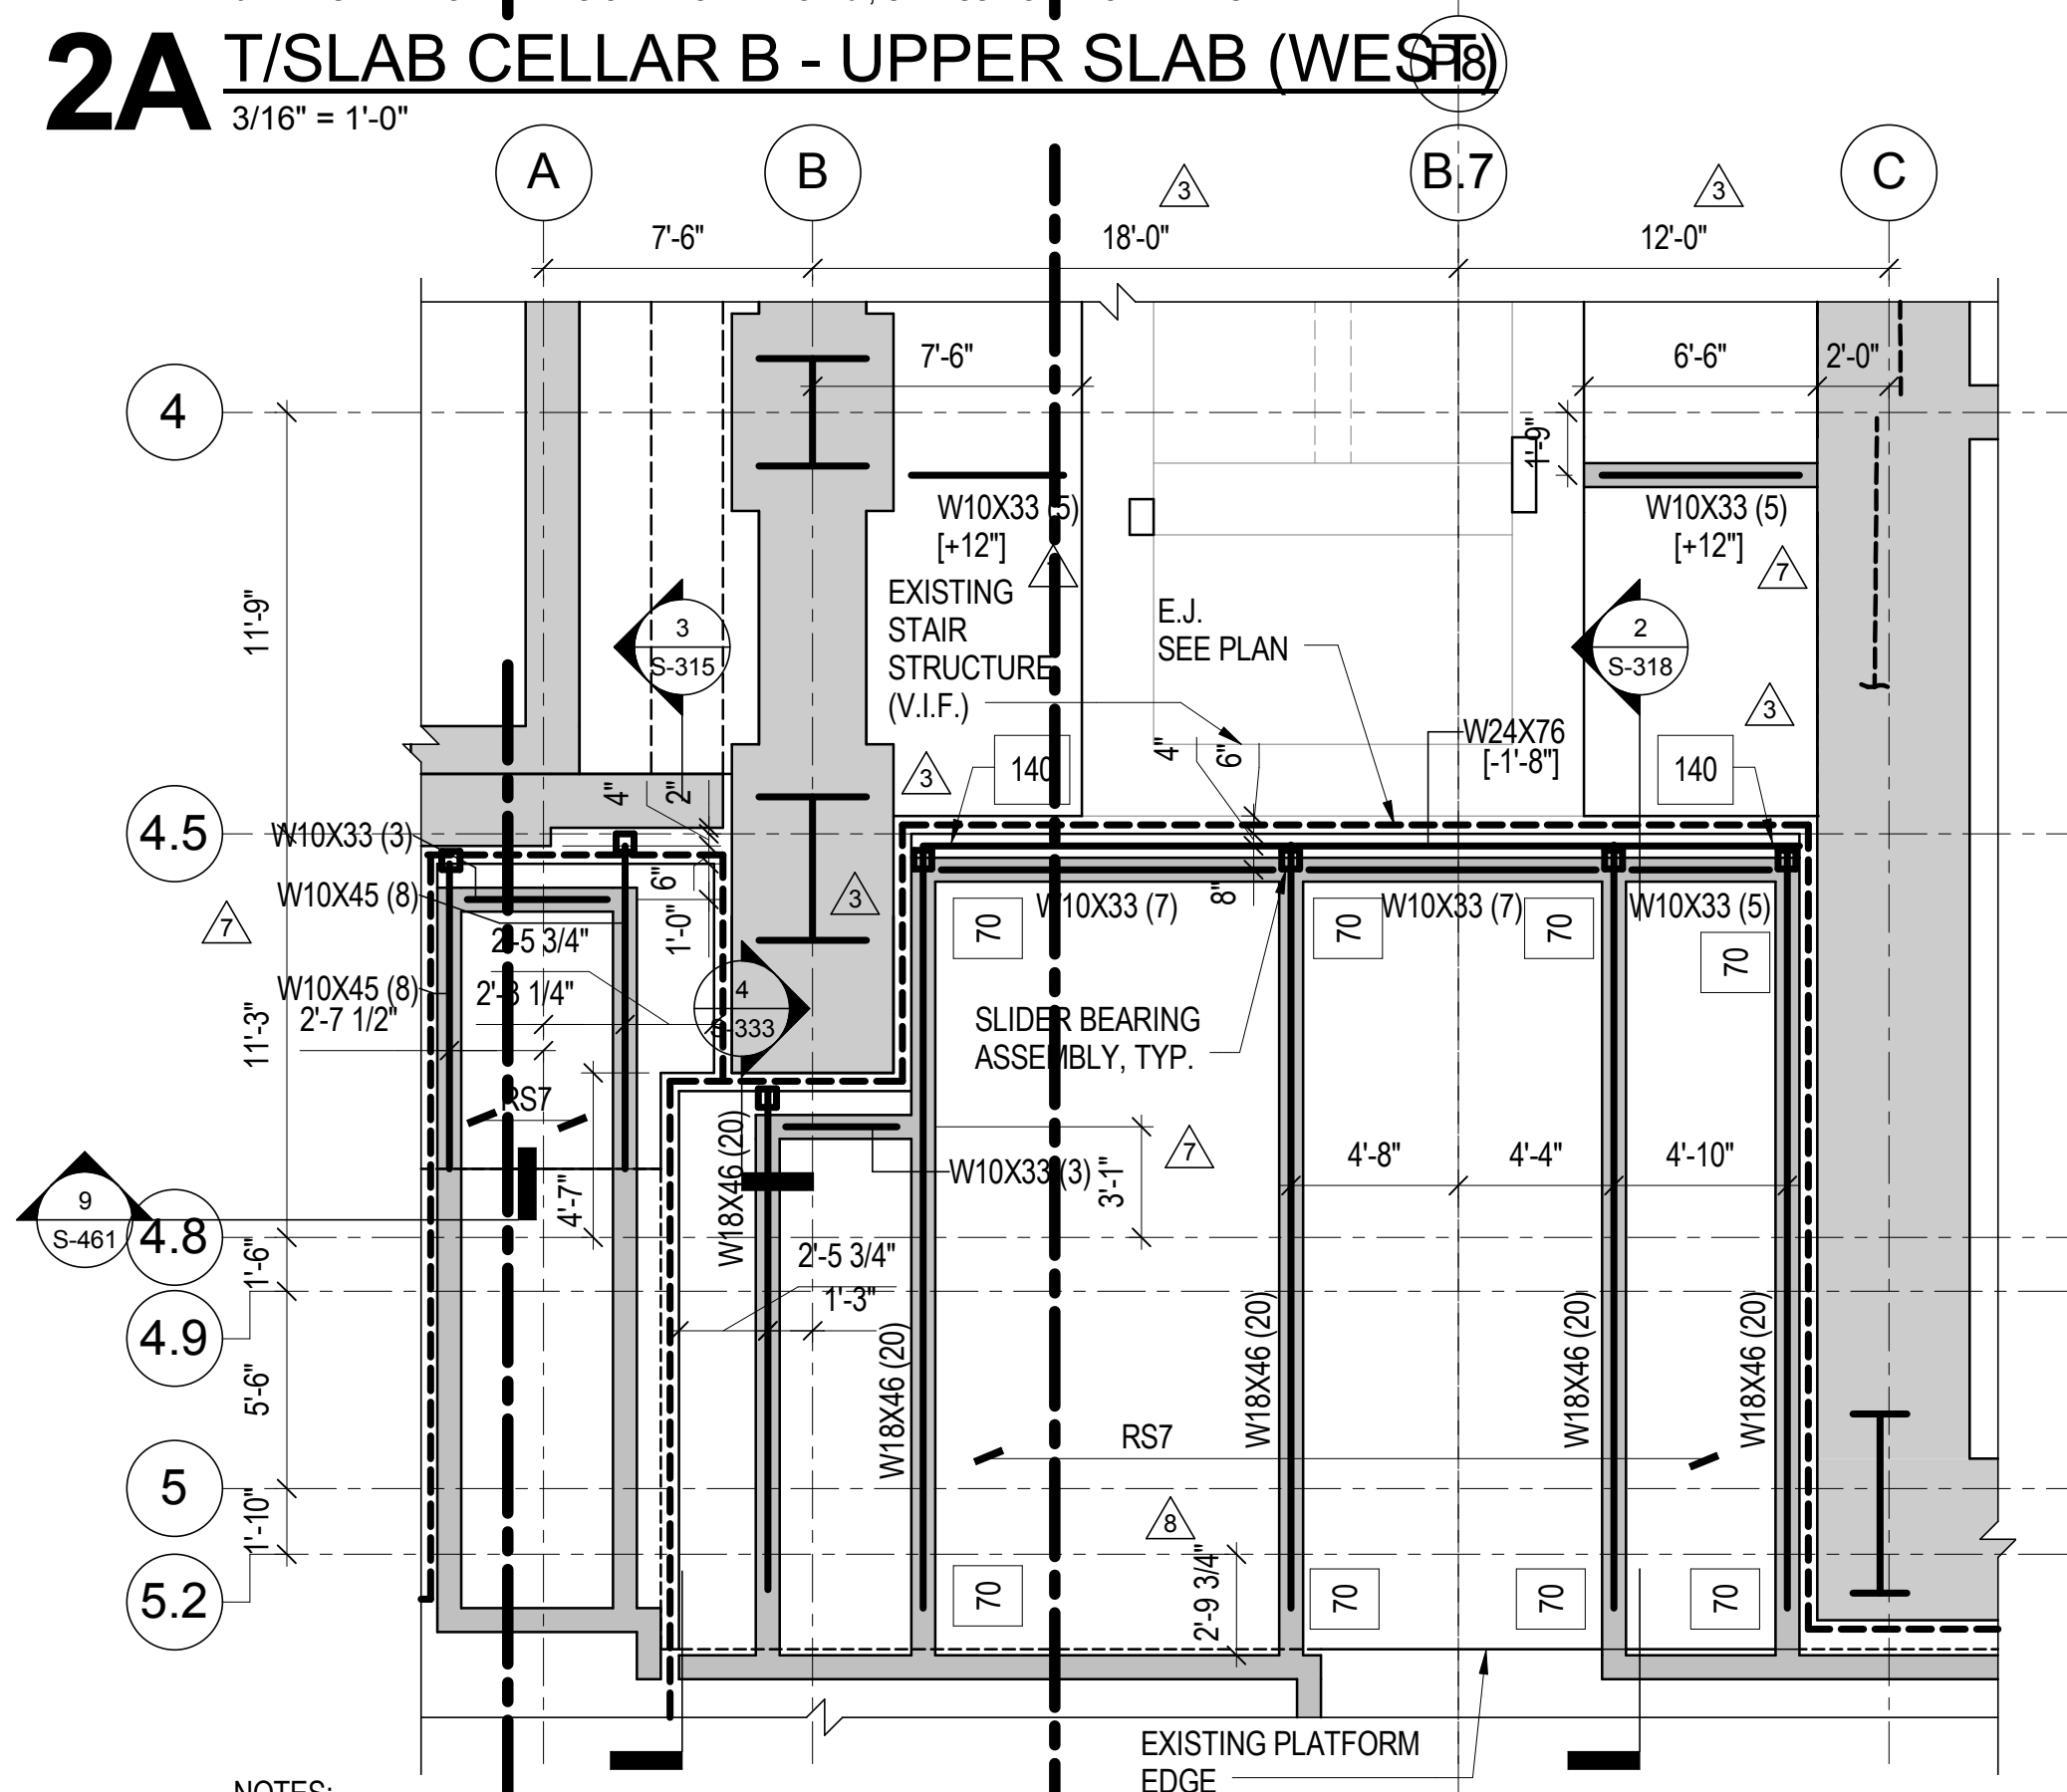 2A T/SLAB CELLAR B - UPPER SLAB (WEST)
P.8
3/16" = 1'-0"
A
B
B.7
C
3
3
7'-6"
18'-0"
12'-0"
7'-6"
6'-6"
2'-0"
4
1'-9"
W10X33 (5)
[+12"]
W10X33 (5)
[+12"]
7
EXISTING
STAIR
STRUCTURE
(V.I.F.)
E.J.
SEE PLAN
11'-9"
3
S-315
2
S-318
3
W24X76
[-1'-8"]
4"
6"
3
140
140
4"
2"
4.5
W10X33 (3)
W10X45 (8)
7
6"
1'-0"
3
8"
W10X33 (7)
W10X33 (7)
W10X33 (5)
70
70
70
70
2'-5 3/4"
W10X45 (8)
2'-7 1/2"
4
S-333
SLIDER BEARING
ASSEMBLY, TYP.
11'-3"
RS7
W18X46 (20)
W10X33 (3)
3'-1"
7
4'-8"
4'-4"
4'-10"
4'-7"
9
S-461
4.8
1'-6"
2'-5 3/4"
1'-3"
4.9
5'-6"
W18X46 (20)
W18X46 (20)
W18X46 (20)
W18X46 (20)
RS7
5
1'-10"
8
2'-9 3/4"
5.2
70
70
70
70
EXISTING PLATFORM
EDGE
NOTES: